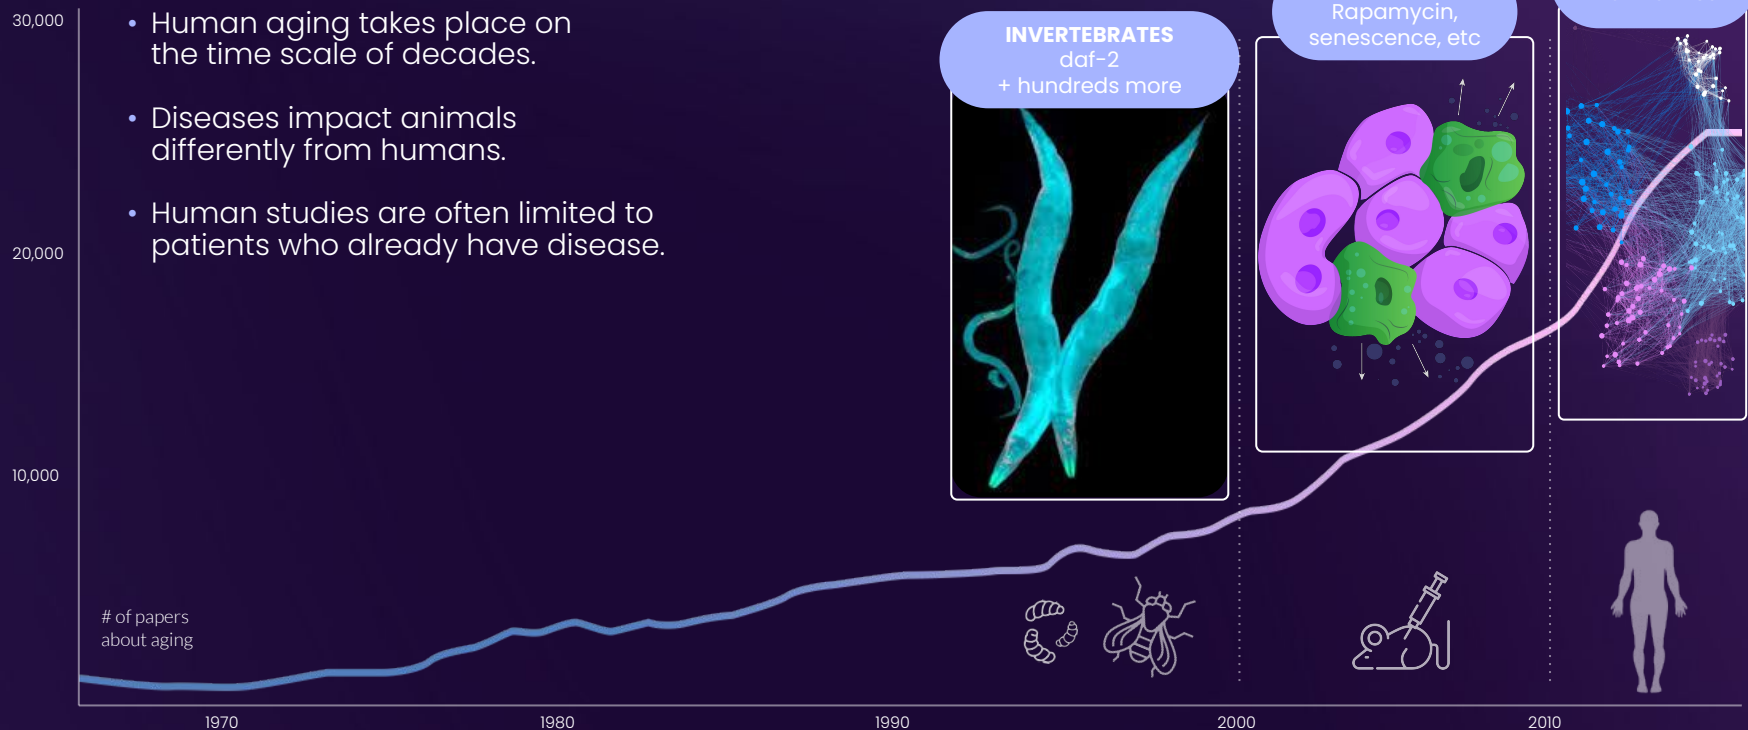 30,000
20,000
10,000
• Human aging takes place on
the time scale of decades.
• Diseases impact animals
differently from humans.
• Human studies are often limited to
patients who already have disease.
INVERTEBRATES
daf-2
+ hundreds more
Rapamycin,
senescence, etc
# of papers
about aging
1970
1980
1990
2000
2010